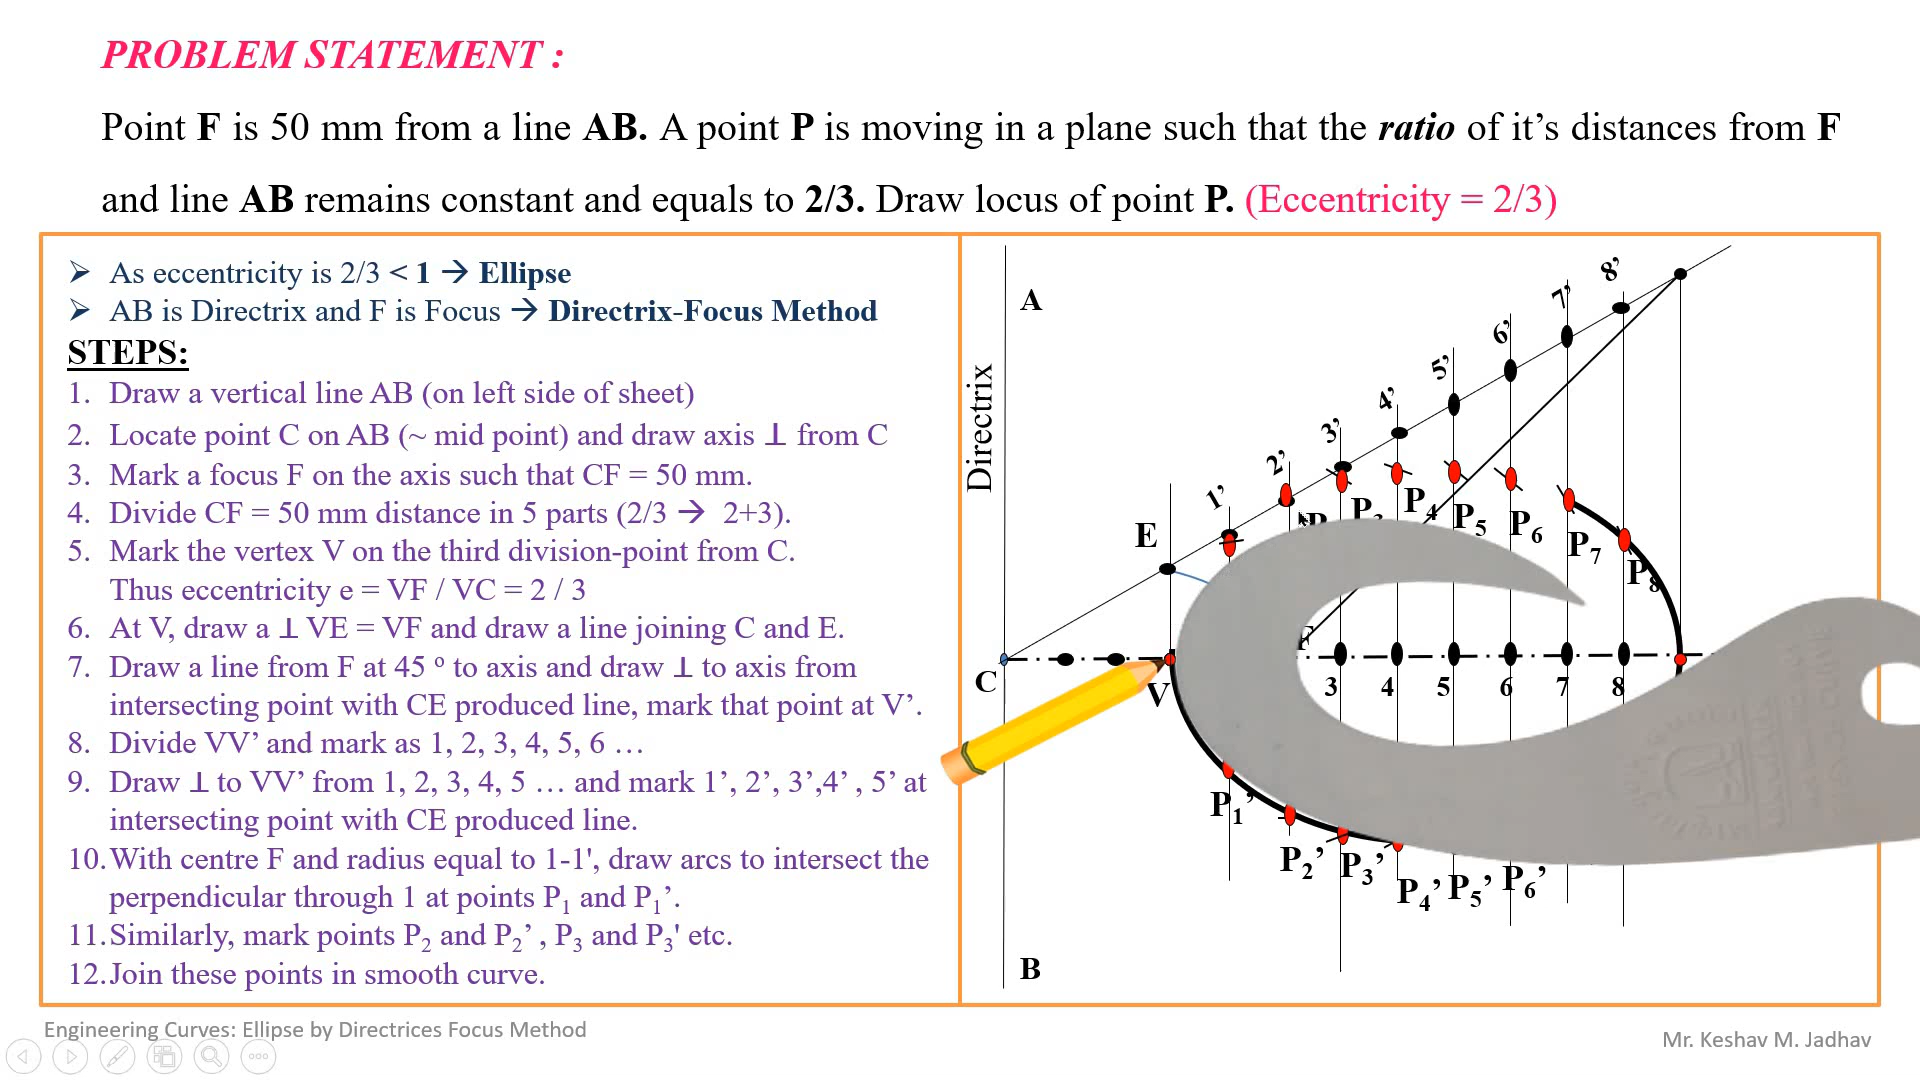 PROBLEM STATEMENT :
Point F is 50 mm from a line AB. A point P is moving in a plane such that the ratio of it’s distances from F
and line AB remains constant and equals to 2/3. Draw locus of point P. (Eccentricity = 2/3)
➢ As eccentricity is 2/3 < 1 → Ellipse
➢ AB is Directrix and F is Focus → Directrix-Focus Method
STEPS:
1. Draw a vertical line AB (on left side of sheet)
2. Locate point C on AB (~ mid point) and draw axis ⊥ from C
3. Mark a focus F on the axis such that CF = 50 mm.
4. Divide CF = 50 mm distance in 5 parts (2/3 → 2+3).
5. Mark the vertex V on the third division-point from C.
Thus eccentricity e = VF / VC = 2 / 3
6. At V, draw a ⊥ VE = VF and draw a line joining C and E.
7. Draw a line from F at 45 º to axis and draw ⊥ to axis from
intersecting point with CE produced line, mark that point at V’.
8. Divide VV’ and mark as 1, 2, 3, 4, 5, 6 …
9. Draw ⊥ to VV’ from 1, 2, 3, 4, 5 … and mark 1’, 2’, 3’,4’ , 5’ at
intersecting point with CE produced line.
10. With centre F and radius equal to 1-1', draw arcs to intersect the
perpendicular through 1 at points P1 and P1’.
11. Similarly, mark points P2 and P2’ , P3 and P3' etc.
12. Join these points in smooth curve.
A
Directrix
E
1’ 2’ 3’ 4’ 5’ 6’ 7’ 8’
P P3 P4 P5 P6 P7 P8
F
C V 3 4 5 6 7 8
P1’ P2’ P3’ P4’ P5’ P6’
B
Engineering Curves: Ellipse by Directrices Focus Method
Mr. Keshav M. Jadhav